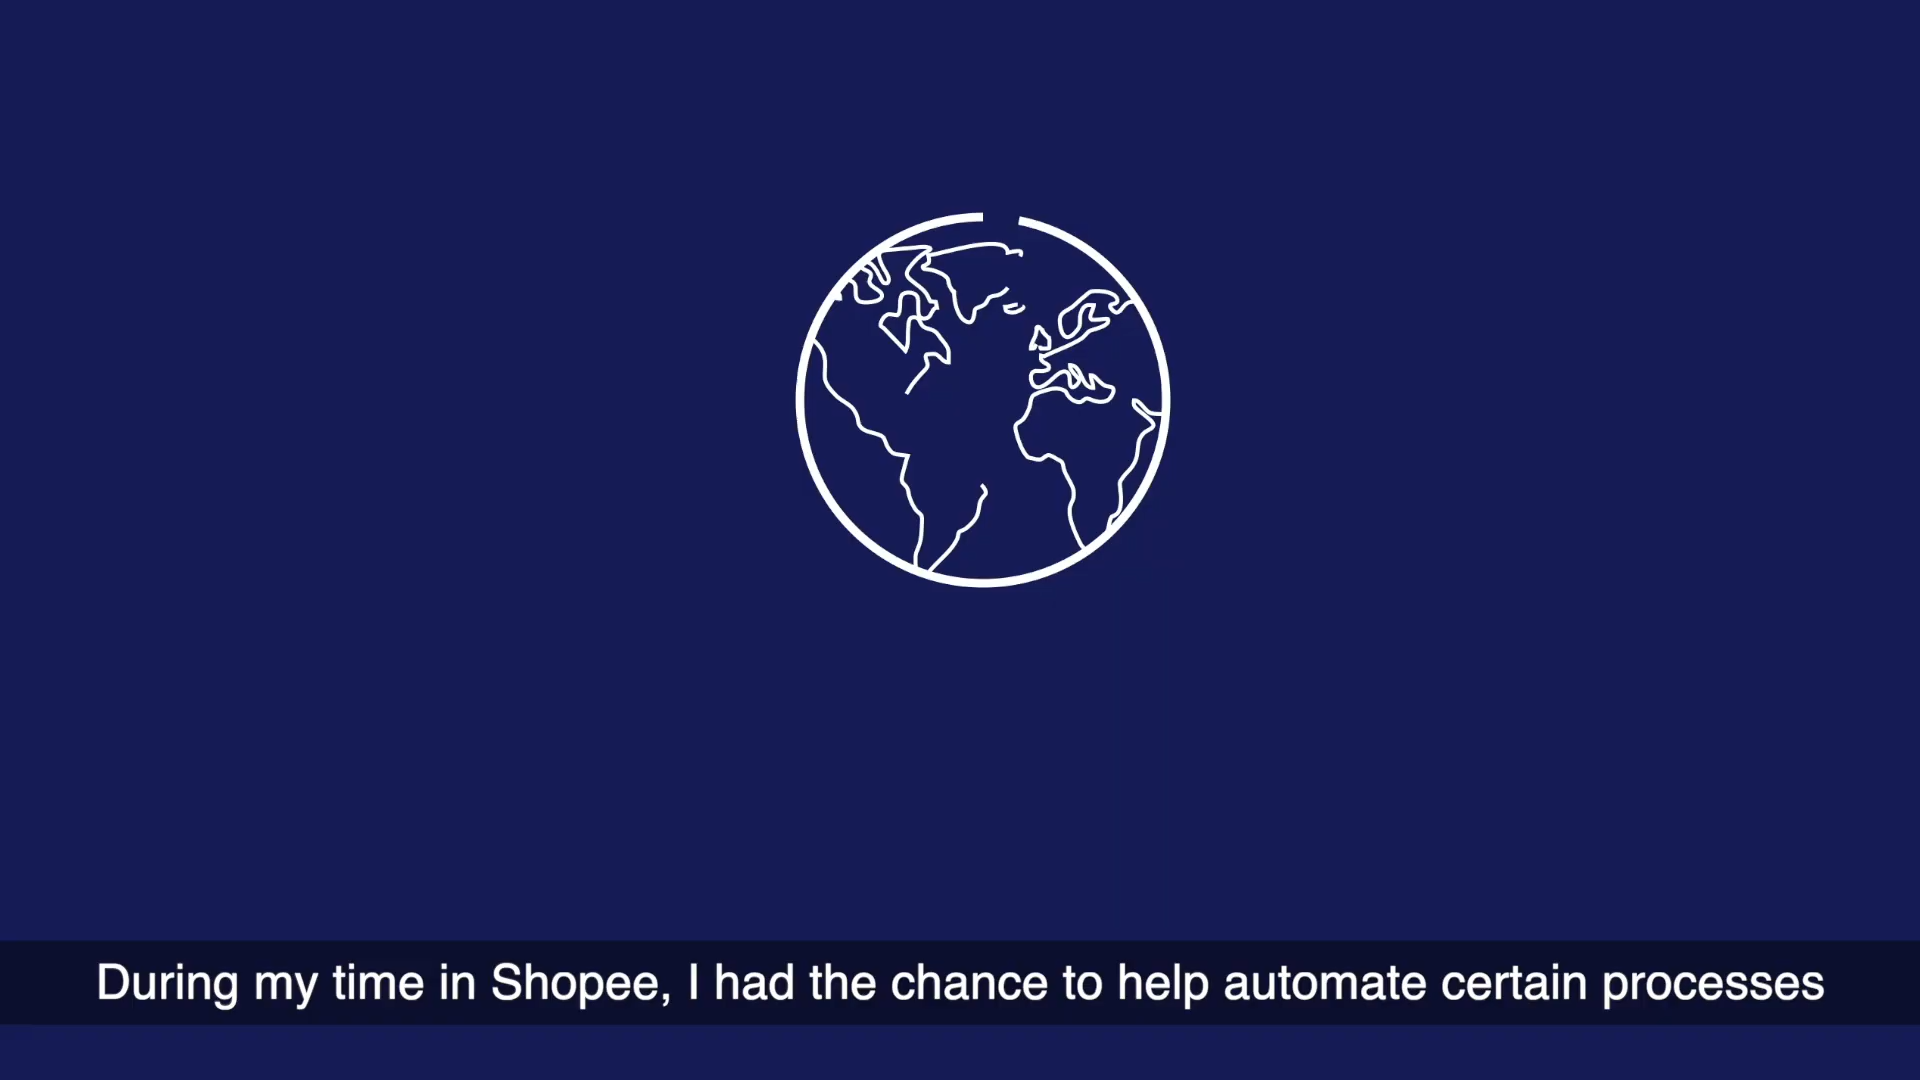 During my time in Shopee, I had the chance to help automate certain processes